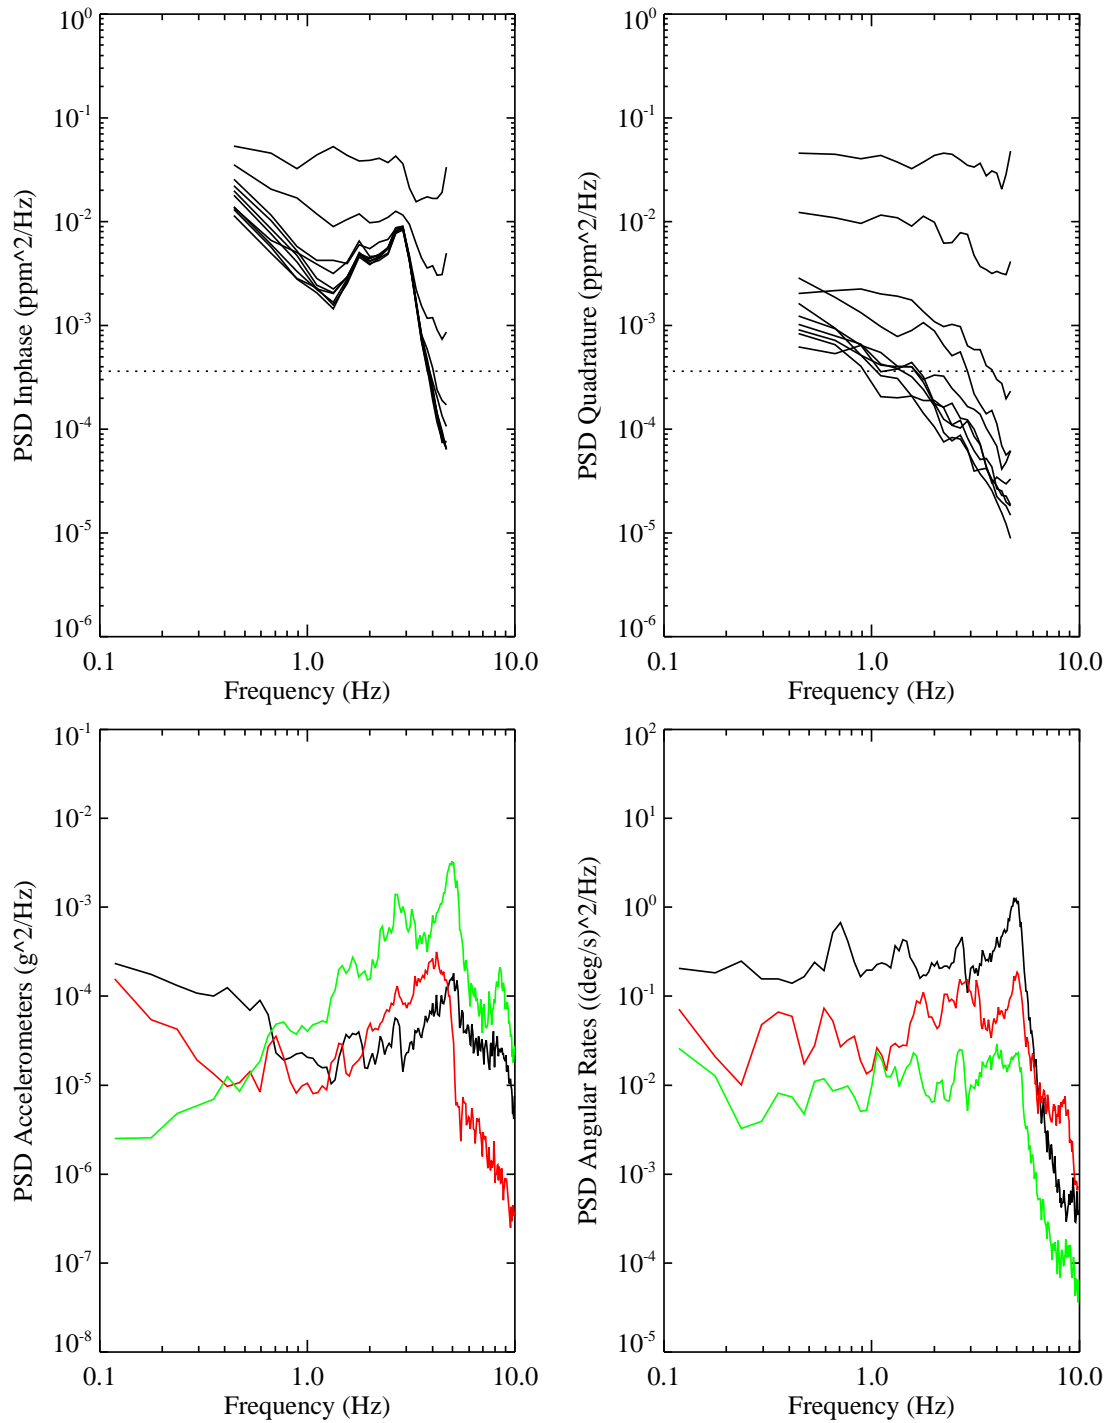 10^0
10^-1
10^-2
10^-3
10^-4
10^-5
10^-6
PSD Inphase (ppm^2/Hz)
0.1 1.0 10.0
Frequency (Hz)
10^0
10^-1
10^-2
10^-3
10^-4
10^-5
10^-6
PSD Quadrature (ppm^2/Hz)
0.1 1.0 10.0
Frequency (Hz)
10^-1
10^-2
10^-3
10^-4
10^-5
10^-6
10^-7
10^-8
PSD Accelerometers (g^2/Hz)
0.1 1.0 10.0
Frequency (Hz)
10^2
10^1
10^0
10^-1
10^-2
10^-3
10^-4
10^-5
PSD Angular Rates ((deg/s)^2/Hz)
0.1 1.0 10.0
Frequency (Hz)